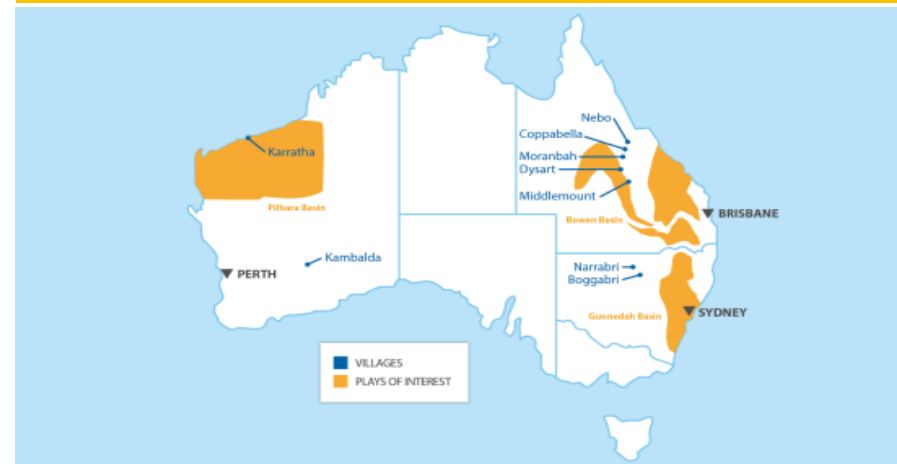 Nebo
Coppabella
Karratha
Moranbah
Dysart
Middlemount
Pilbara Basin
BRISBANE
Bowen Basin
Kambalda
Narrabri
PERTH
Boggabri
SYDNEY
Gunnedah Basin
VILLAGES
PLAYS OF INTEREST